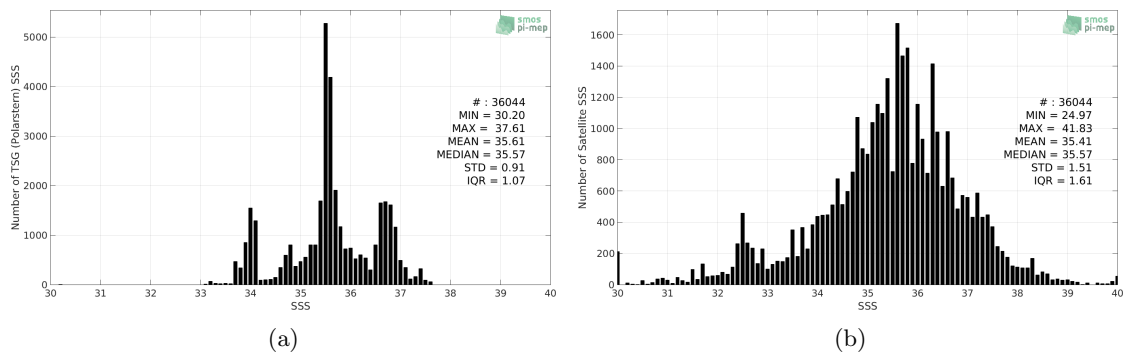 smos
pi-mep
Number of TSG (Polarstern) SSS
5000
4000
3000
2000
1000
0
# : 36044
MIN = 30.20
MAX = 37.61
MEAN = 35.61
MEDIAN = 35.57
STD = 0.91
IQR = 1.07
30 31 32 33 34 35 36 37 38 39 40
SSS
(a)
smos
pi-mep
Number of Satellite SSS
1600
1400
1200
1000
800
600
400
200
0
# : 36044
MIN = 24.97
MAX = 41.83
MEAN = 35.41
MEDIAN = 35.57
STD = 1.51
IQR = 1.61
30 31 32 33 34 35 36 37 38 39 40
SSS
(b)